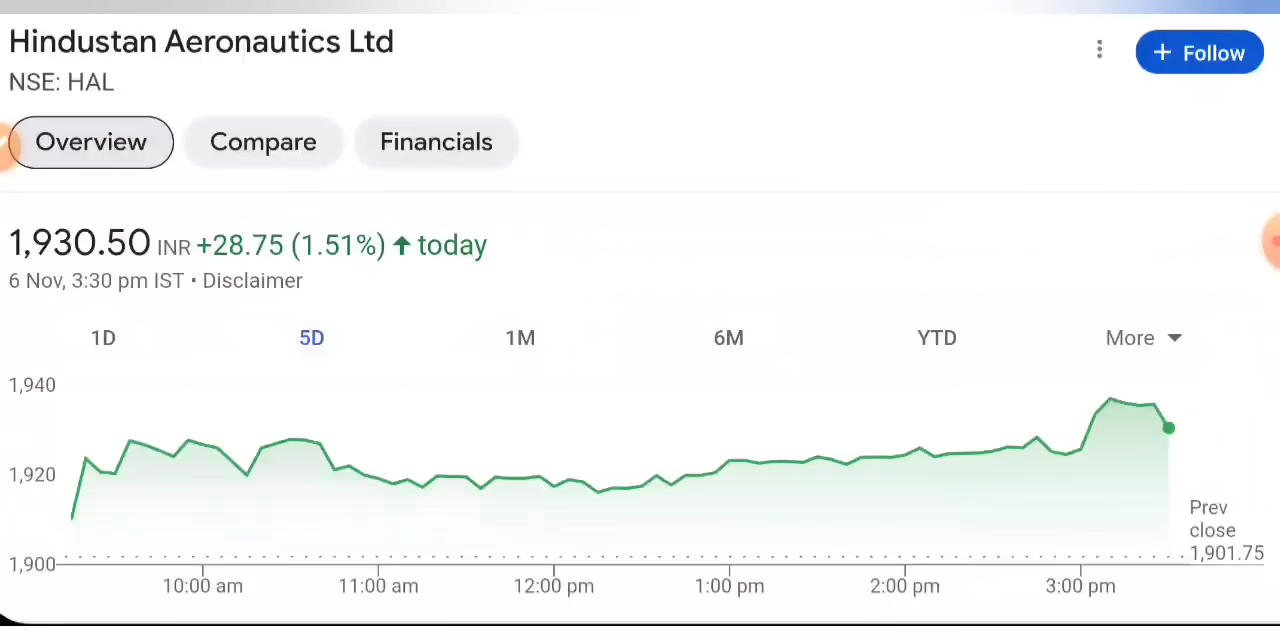 Hindustan Aeronautics Ltd
NSE: HAL
+ Follow
Overview Compare Financials
1,930.50 INR +28.75 (1.51%) ↑ today
6 Nov, 3:30 pm IST • Disclaimer
1D 5D 1M 6M YTD More
1,940
1,920
1,900
Prev
close
1,901.75
10:00 am 11:00 am 12:00 pm 1:00 pm 2:00 pm 3:00 pm